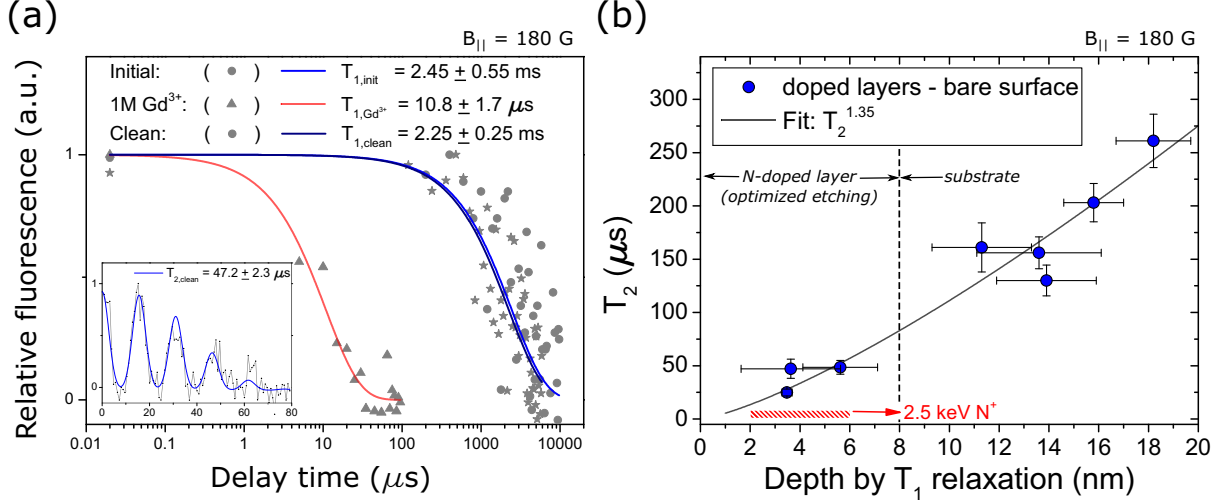 (a)
B|| = 180 G
Initial: ( ● ) T1,init = 2.45 ± 0.55 ms
1M Gd³⁺: ( ▲ ) T1,Gd³⁺ = 10.8 ± 1.7 μs
Clean: ( ● ) T1,clean = 2.25 ± 0.25 ms
Relative fluorescence (a.u.)
1
0
T2,clean = 47.2 ± 2.3 μs
1
0
0 20 40 60 80
0.01 0.1 1 10 100 1000 10000
Delay time (μs)
(b)
B|| = 180 G
doped layers - bare surface
Fit: T2^1.35
N-doped layer
(optimized etching)
substrate
2.5 keV N⁺
T2 (μs)
300
250
200
150
100
50
0
0 2 4 6 8 10 12 14 16 18 20
Depth by T1 relaxation (nm)